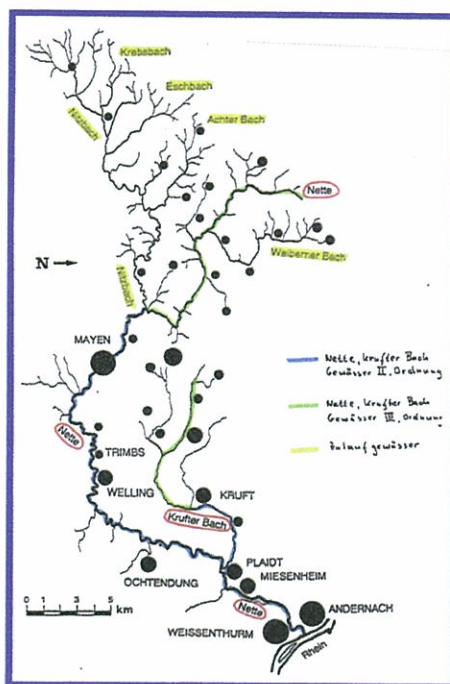 Krebsbach
Eschbach
Nitzbach
Achter Bach
Nette
Weiberner Bach
N
Nitzbach
MAYEN
Nette, Krufter Bach
Gewässer II. Ordnung
Nette, Krufter Bach
Gewässer III. Ordnung
Zulaufgewässer
Nette
TRIMBS
WELLING
KRUFT
Krufter Bach
OCHTENDUNG
PLAIDT
MIESENHEIM
Nette
ANDERNACH
WEISSENTHURM
Rhein
0 1 2 3 4 5
km